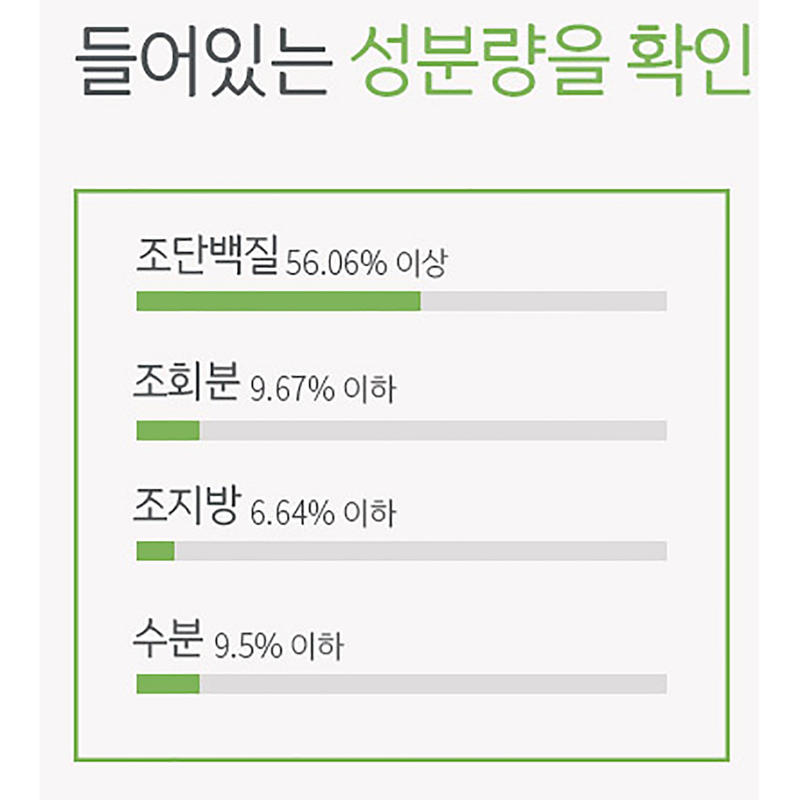 들어있는 성분량을 확인
조단백질 56.06% 이상
조회분 9.67% 이하
조지방 6.64% 이하
수분 9.5% 이하